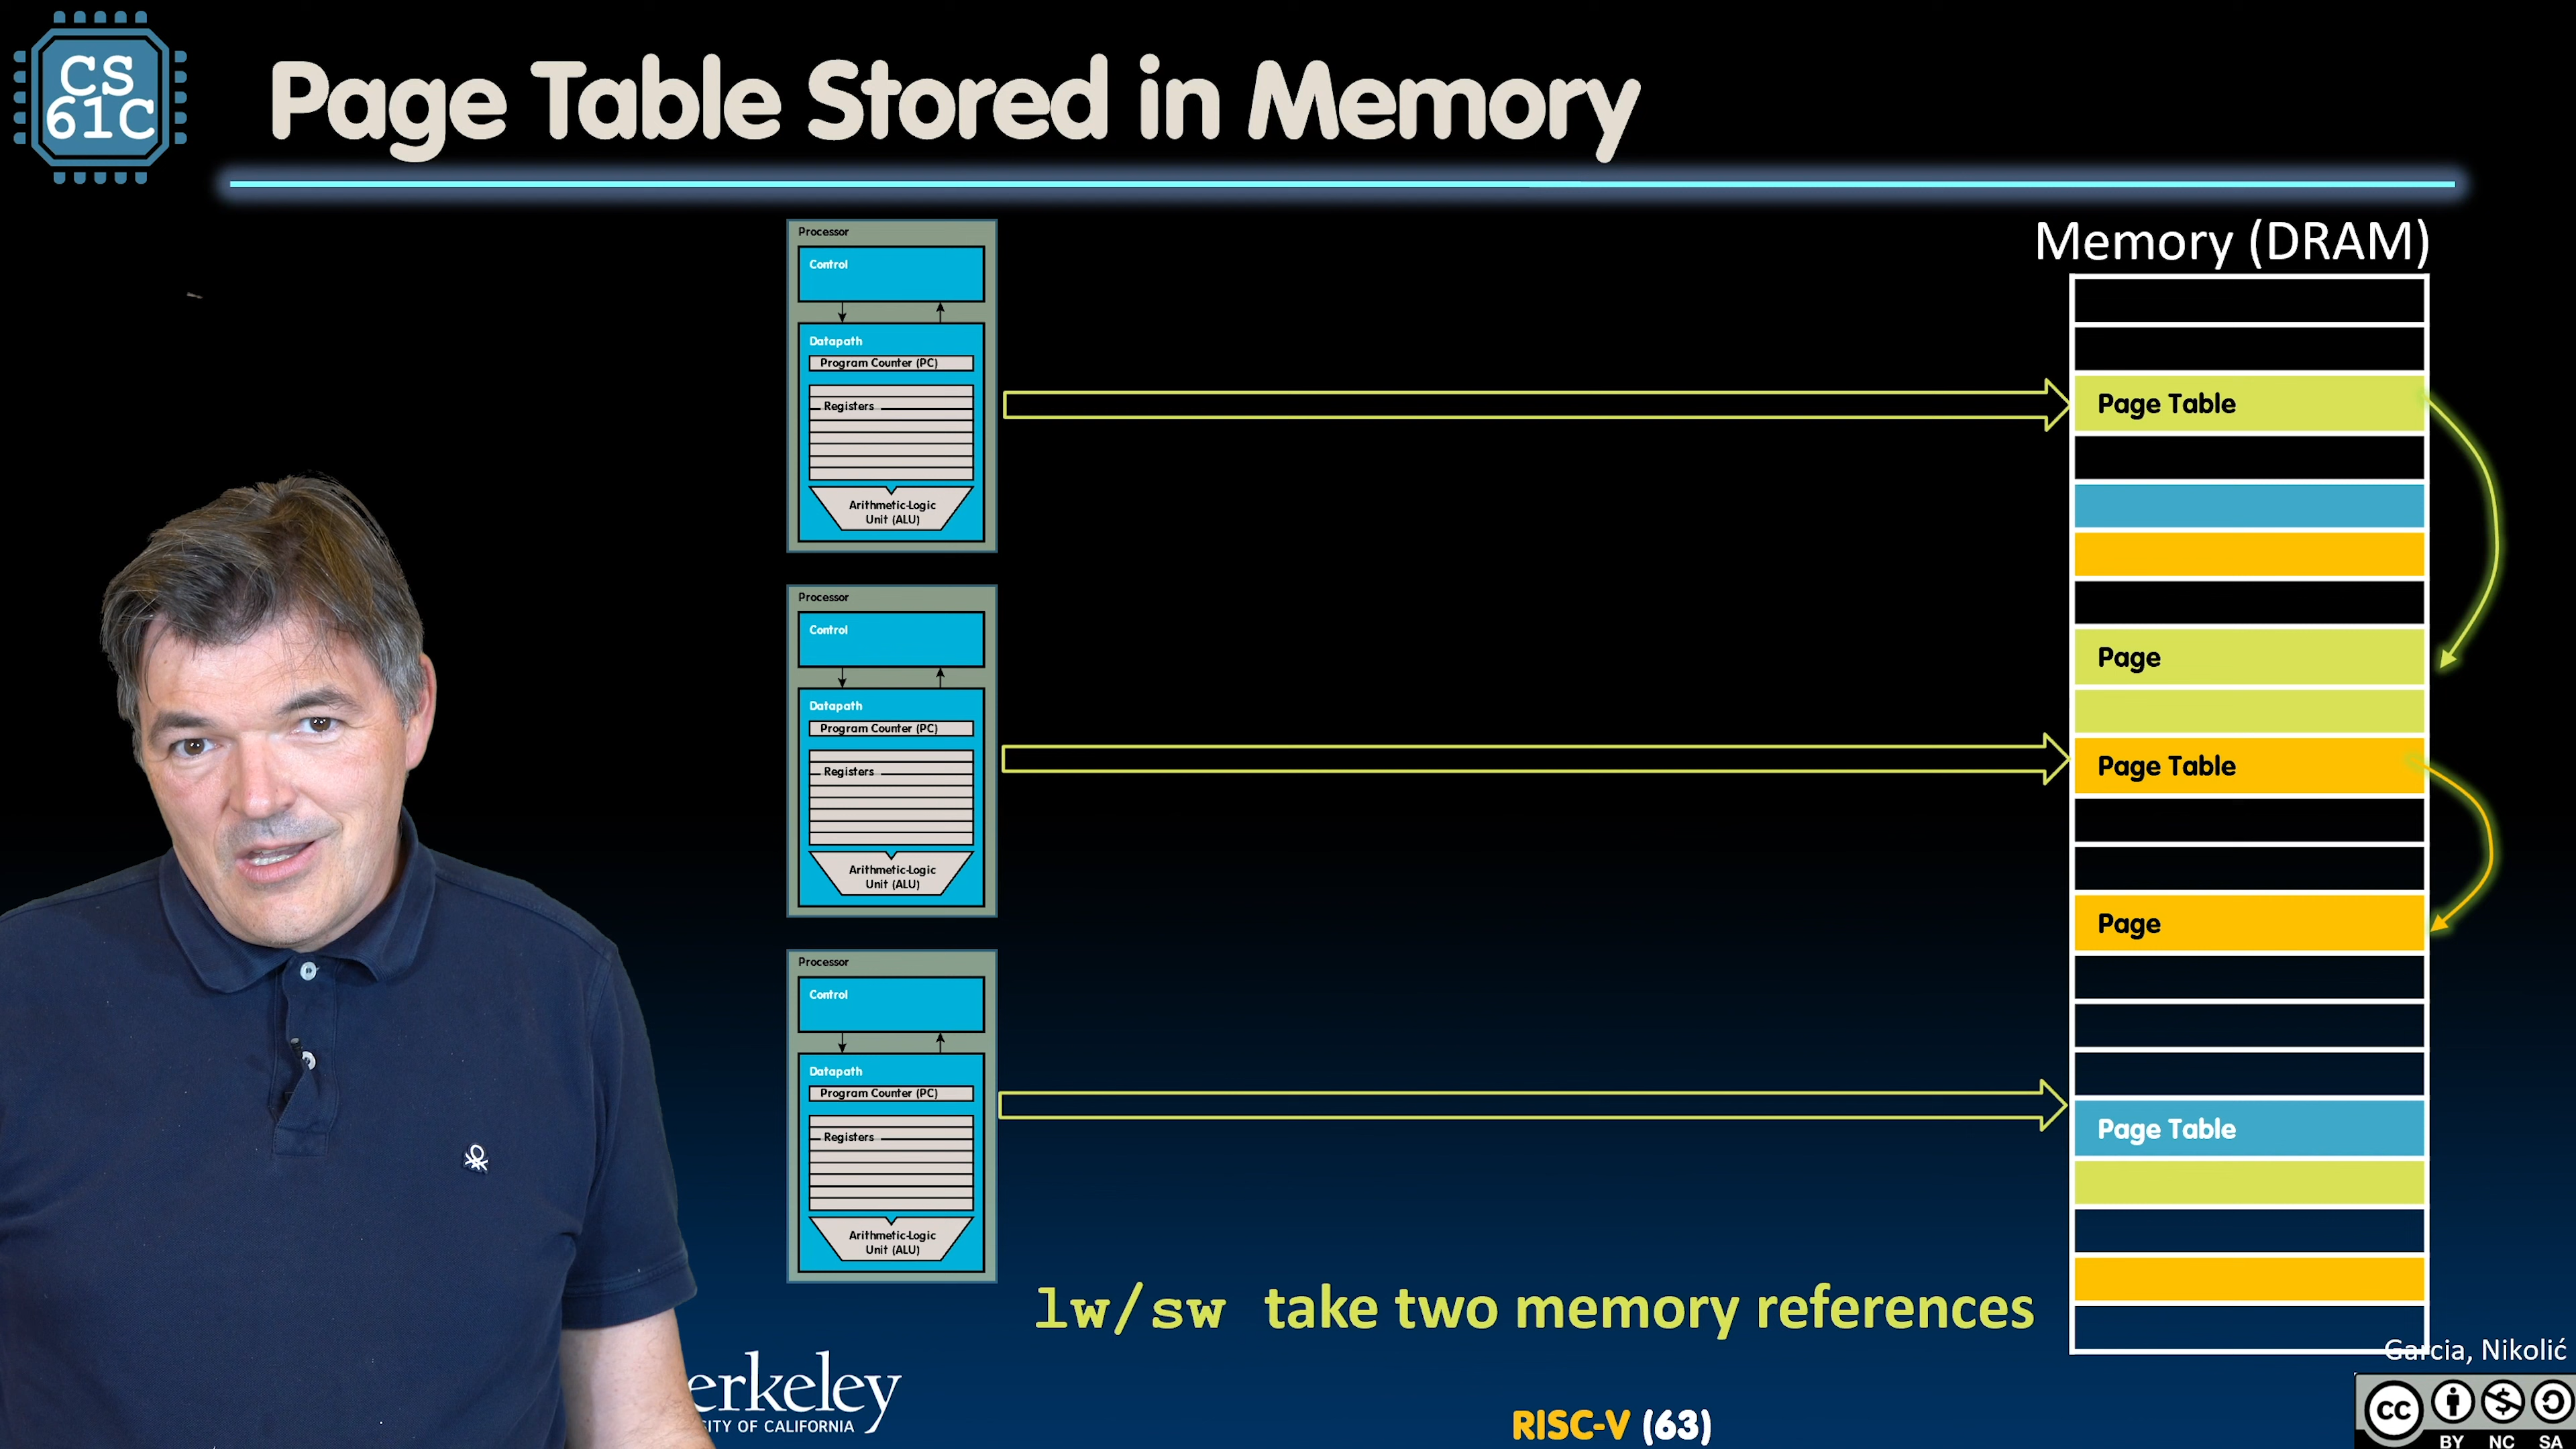 CS
61C
Page Table Stored in Memory
Memory (DRAM)
Processor
Control
Datapath
Program Counter (PC)
Registers
Arithmetic-Logic
Unit (ALU)
Processor
Control
Datapath
Program Counter (PC)
Registers
Arithmetic-Logic
Unit (ALU)
Processor
Control
Datapath
Program Counter (PC)
Registers
Arithmetic-Logic
Unit (ALU)
Page Table
Page
Page Table
Page
Page Table
lw/sw take two memory references
Garcia, Nikolić
erkeley
SITY OF CALIFORNIA
RISC-V (63)
cc
BY NC SA